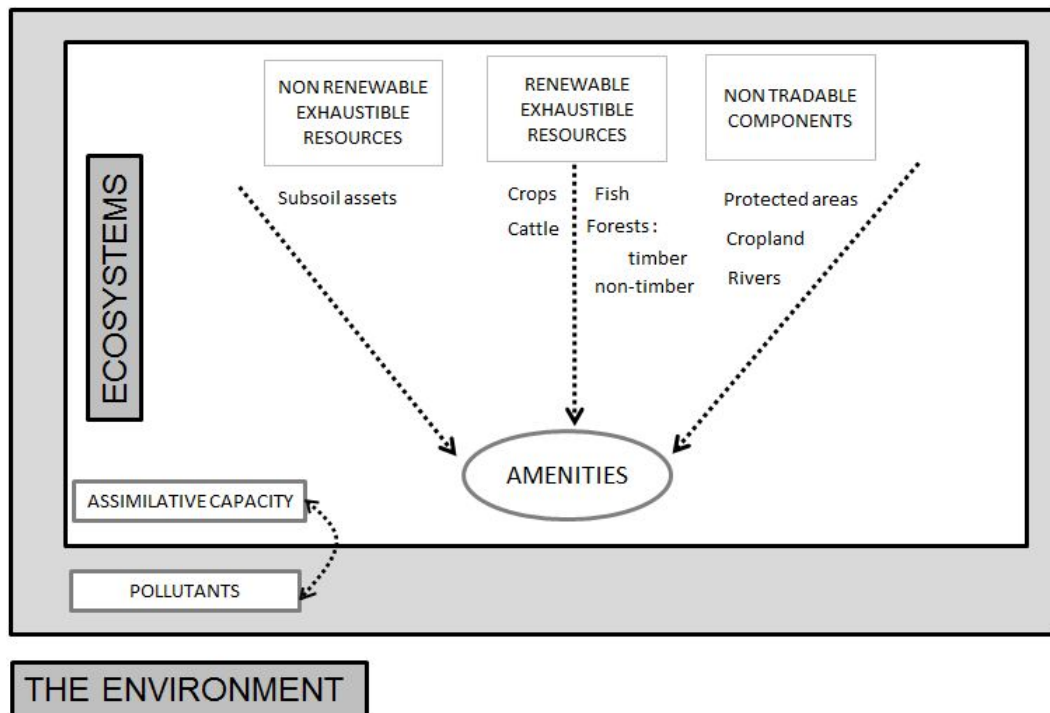 NON RENEWABLE
EXHAUSTIBLE
RESOURCES
Subsoil assets
RENEWABLE
EXHAUSTIBLE
RESOURCES
Crops
Cattle
Fish
Forests:
timber
non-timber
NON TRADABLE
COMPONENTS
Protected areas
Cropland
Rivers
ECOSYSTEMS
AMENITIES
ASSIMILATIVE CAPACITY
POLLUTANTS
THE ENVIRONMENT